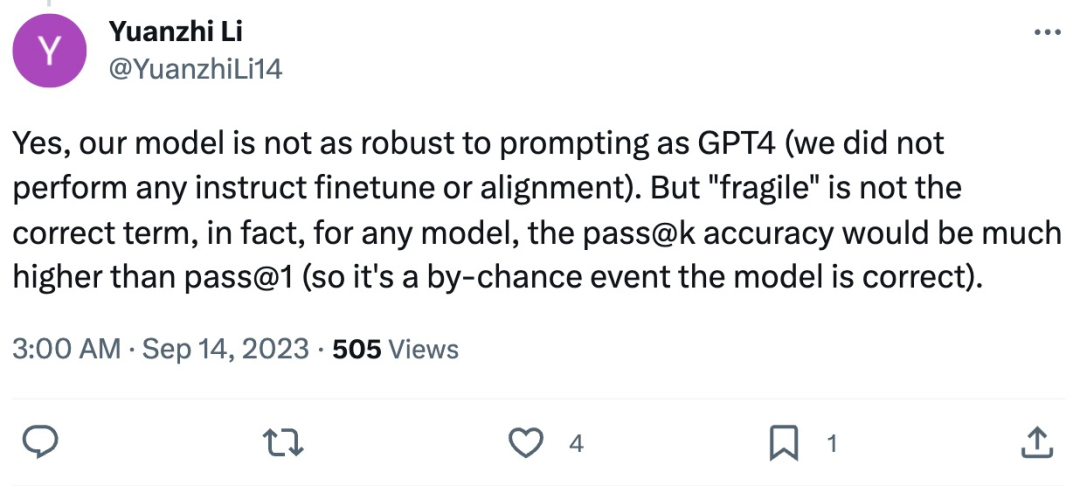 Y
Yuanzhi Li
@YuanzhiLi14
Yes, our model is not as robust to prompting as GPT4 (we did not
perform any instruct finetune or alignment). But "fragile" is not the
correct term, in fact, for any model, the pass@k accuracy would be much
higher than pass@1 (so it's a by-chance event the model is correct).
3:00 AM · Sep 14, 2023 · 505 Views
4 1